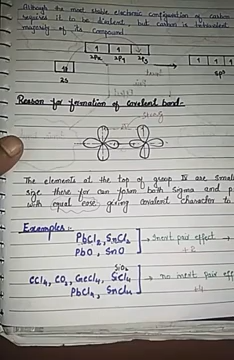 Although the most stable electronic configuration of carbon
requires it to be divalent, but carbon is tetravalent
majority of its compound
1 1
2Px 2Py 2Pz
2s
sp3
Reason for formation of covalent bond-
strong
The elements at the top of group IV are small
size there for can form both sigma and p
with equal ease giving covalent character to
Examples:-
PbCl2, SnCl2 → Inert pair effect
PbO, SnO +2
SiO2
CCl4, CO2, GeCl4, SiCl4 → no inert pair eff
PbCl4, SnCl4 +4